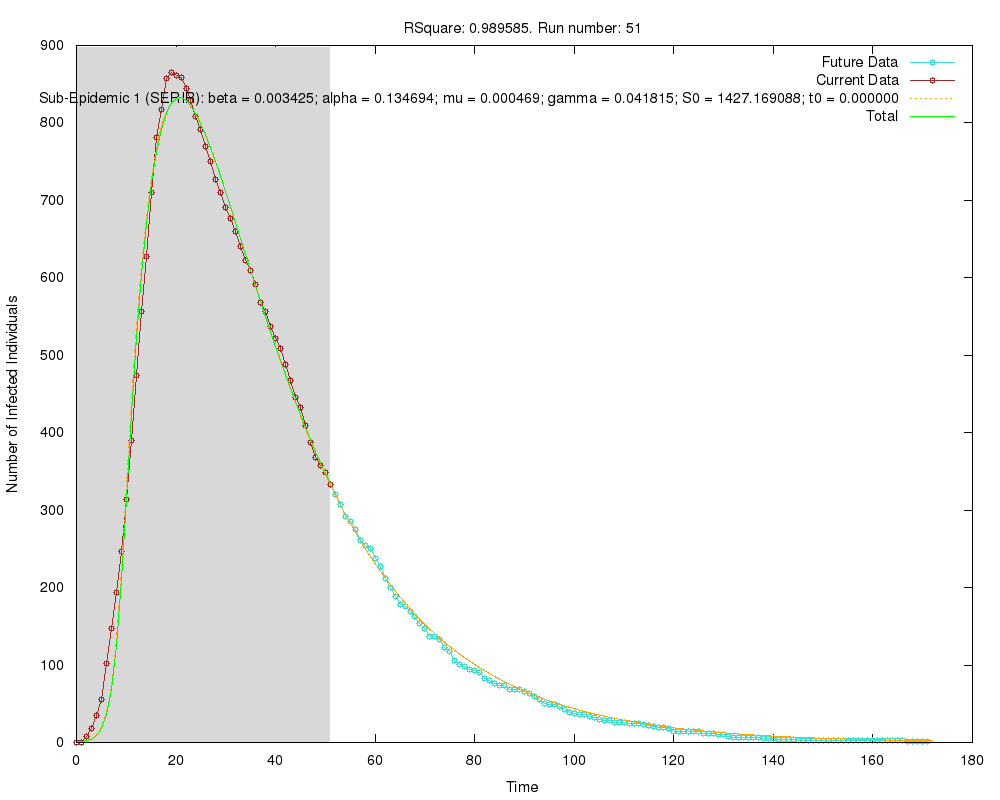 RSquare: 0.989585. Run number: 51
900
Future Data
Current Data
Sub-Epidemic 1 (SEPIR): beta = 0.003425; alpha = 0.134694; mu = 0.000469; gamma = 0.041815; S0 = 1427.169088; t0 = 0.000000
Total
800
700
600
500
400
300
200
100
0
Number of Infected Individuals
0 20 40 60 80 100 120 140 160 180
Time